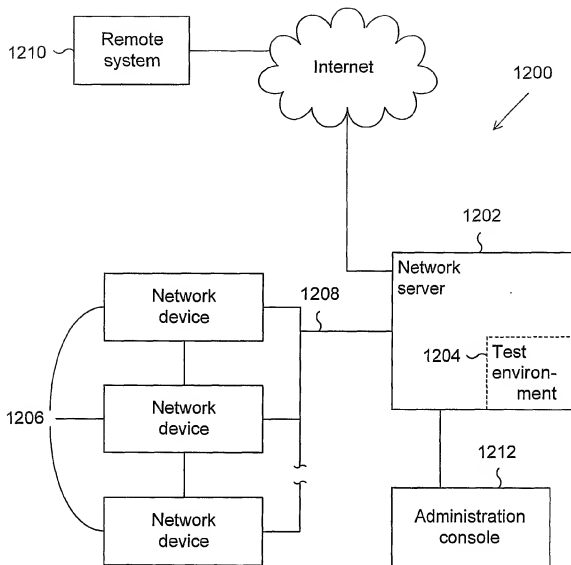 1210
Remote
system
Internet
1200
1202
Network
server
1208
1204
Test
environ-
ment
Network
device
1206
Network
device
Network
device
1212
Administration
console